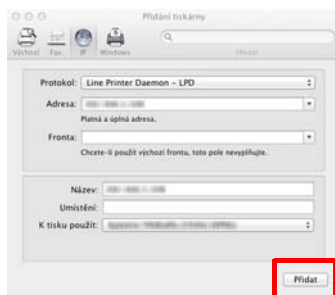 Přidání tiskárny
Výchozí Fax IP Windows
Hledat
Protokol: Line Printer Daemon – LPD
Adresa:
Platná a úplná adresa.
Fronta:
Chcete-li použít výchozí frontu, toto pole nevyplňujte.
Název:
Umístění:
K tisku použít:
Přidat